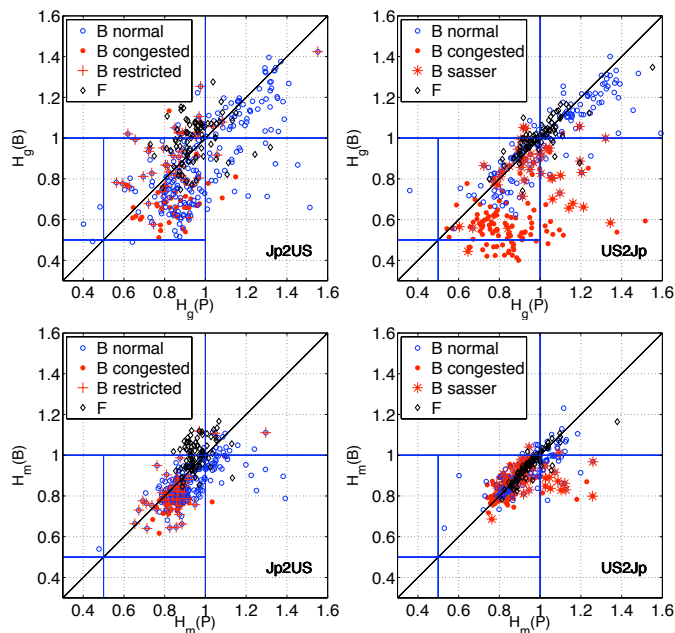 B normal
B congested
B restricted
F
1.6
1.4
1.2
1
0.8
0.6
0.4
H_g(B)
Jp2US
0.4 0.6 0.8 1 1.2 1.4 1.6
H_g(P)
B normal
B congested
B sasser
F
1.6
1.4
1.2
1
0.8
0.6
0.4
H_g(B)
US2Jp
0.4 0.6 0.8 1 1.2 1.4 1.6
H_g(P)
B normal
B congested
B restricted
F
1.6
1.4
1.2
1
0.8
0.6
0.4
H_m(B)
Jp2US
0.4 0.6 0.8 1 1.2 1.4 1.6
H_m(P)
B normal
B congested
B sasser
F
1.6
1.4
1.2
1
0.8
0.6
0.4
H_m(B)
US2Jp
0.4 0.6 0.8 1 1.2 1.4 1.6
H_m(P)